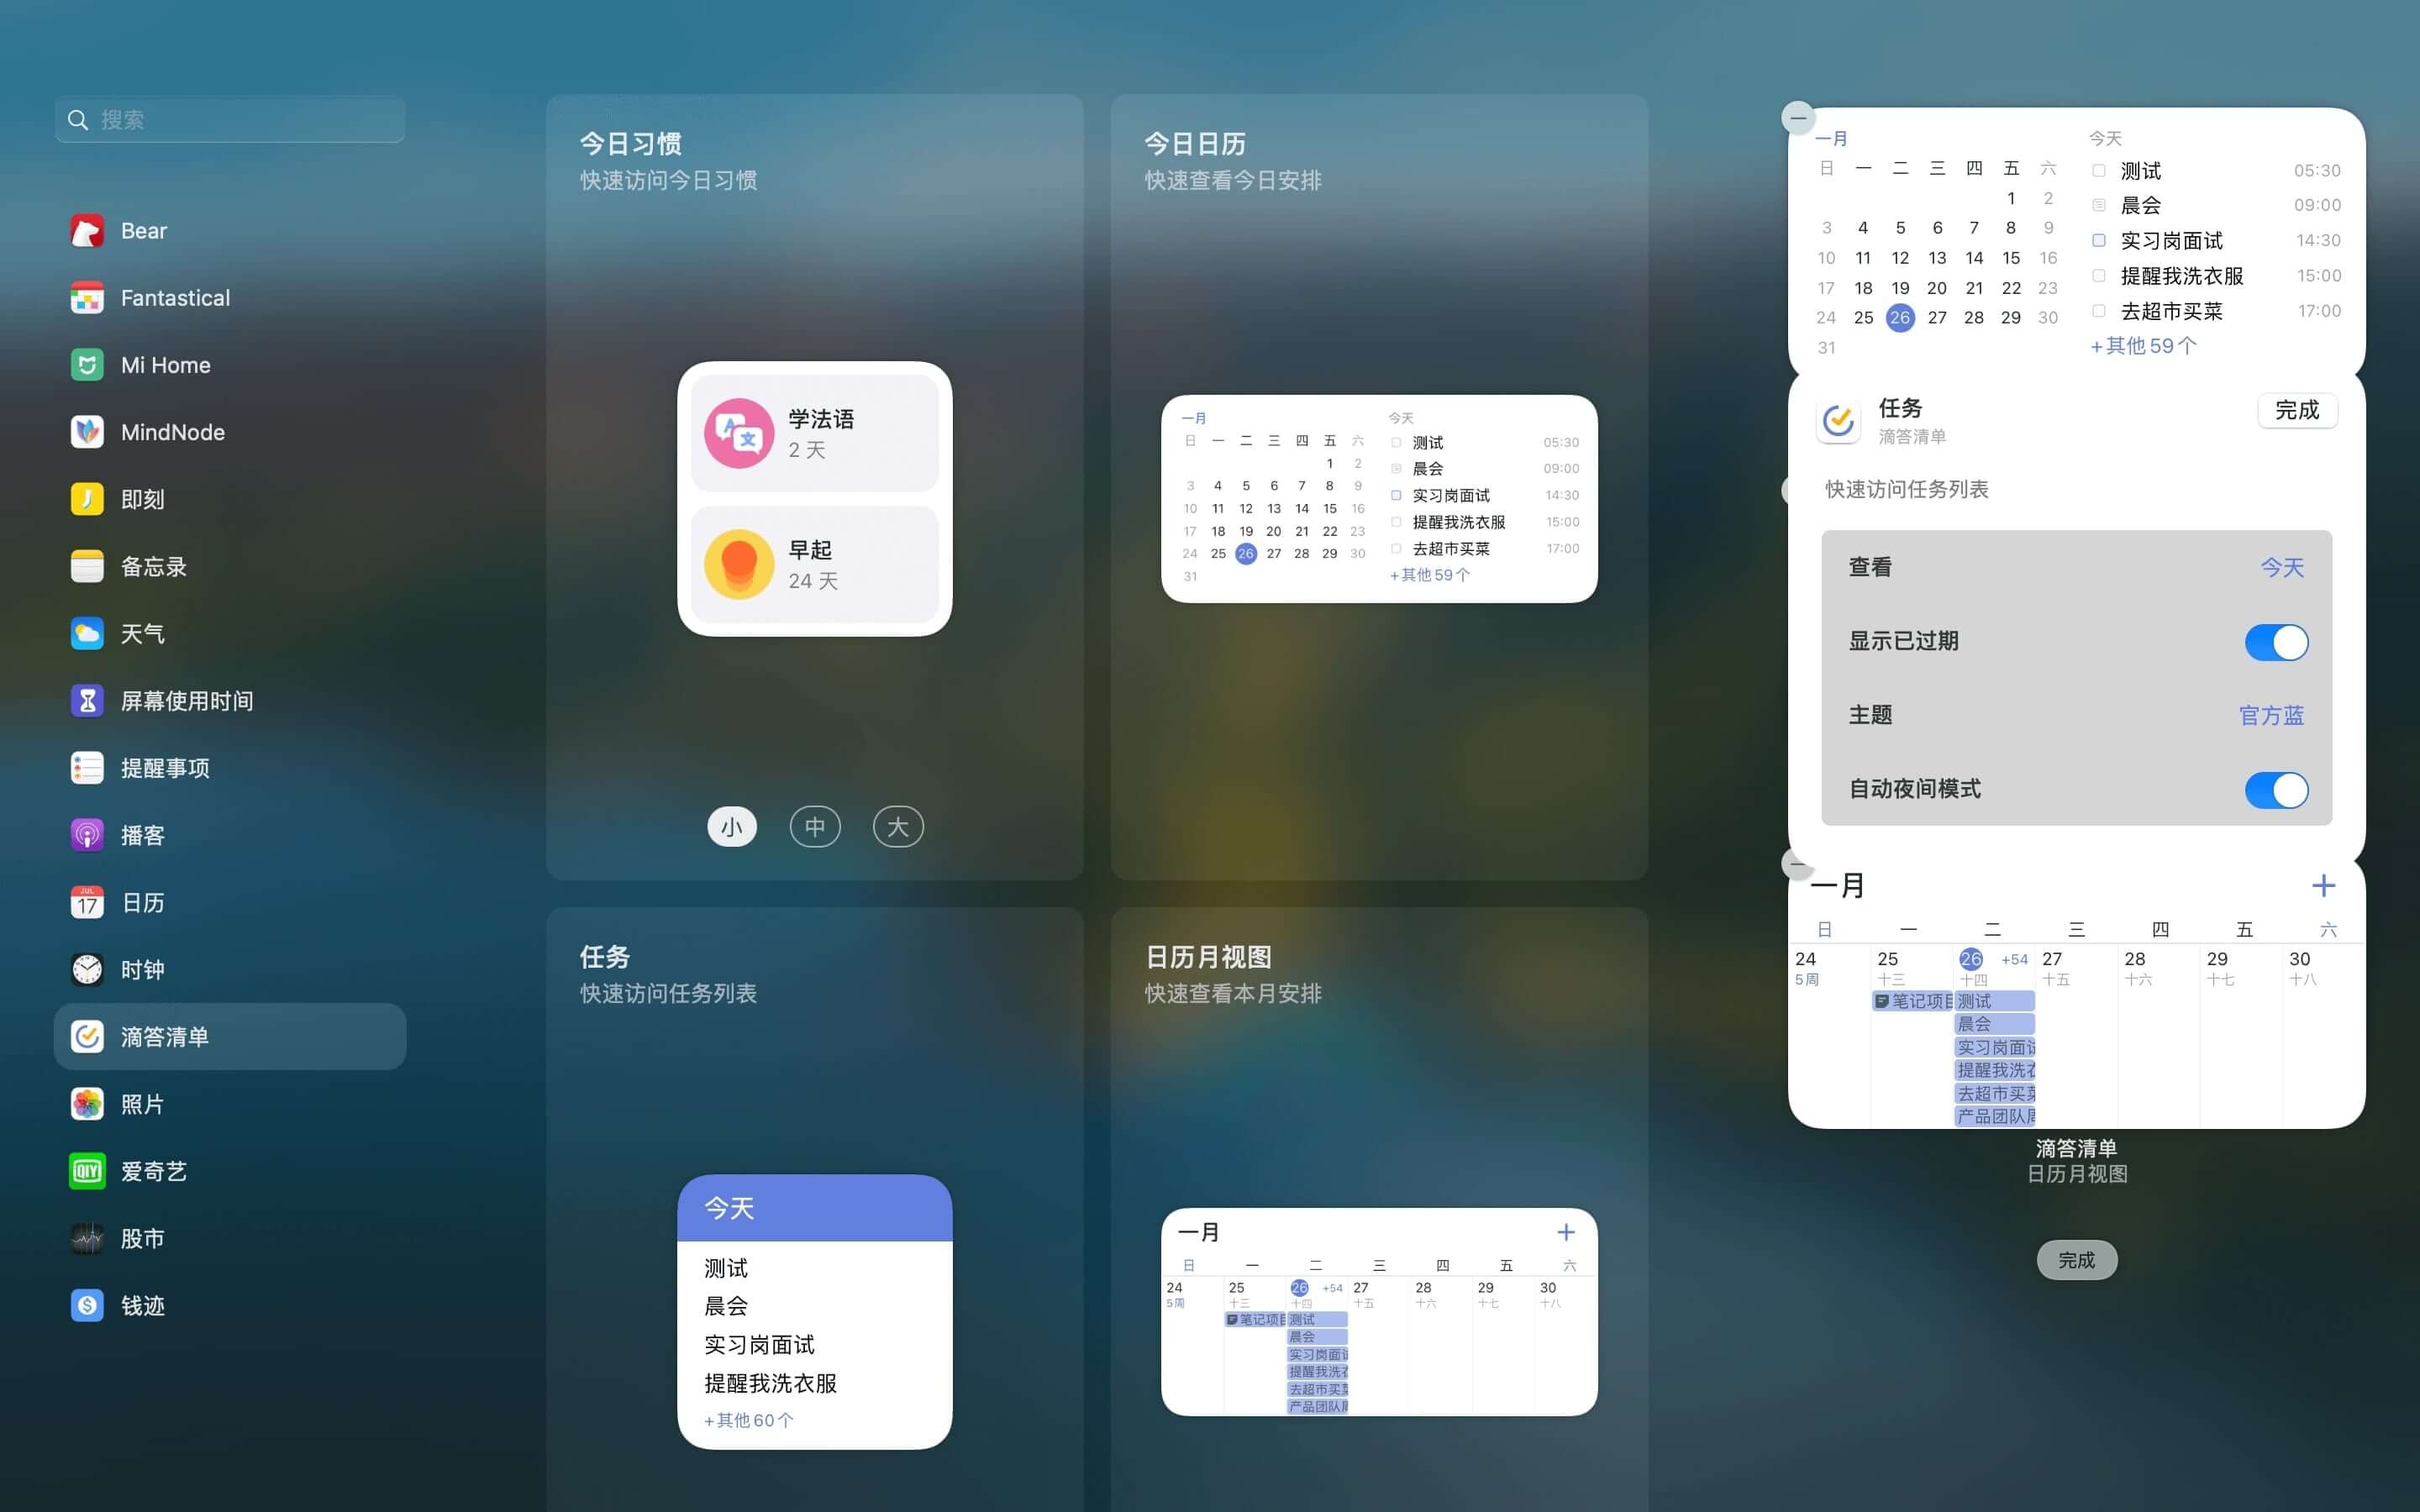 搜索
Bear
Fantastical
Mi Home
MindNode
即刻
备忘录
天气
屏幕使用时间
提醒事项
播客
JUL
17
日历
时钟
滴答清单
照片
QIY
爱奇艺
股市
钱迹
今日习惯
快速访问今日习惯
A
文
学法语
2 天
早起
24 天
小 中 大
今日日历
快速查看今日安排
一月
日 一 二 三 四 五 六
1 2
3 4 5 6 7 8 9
10 11 12 13 14 15 16
17 18 19 20 21 22 23
24 25 26 27 28 29 30
31
今天
测试 05:30
晨会 09:00
实习岗面试 14:30
提醒我洗衣服 15:00
去超市买菜 17:00
+其他59个
任务
快速访问任务列表
今天
测试
晨会
实习岗面试
提醒我洗衣服
+其他60个
日历月视图
快速查看本月安排
一月 +
日 一 二 三 四 五 六
24 25 26 +54 27 28 29 30
5周 十三 十四 十五 十六 十七 十八
笔记项目 测试
晨会
实习岗面试
提醒我洗衣
去超市买菜
产品团队
一月
日 一 二 三 四 五 六
1 2
3 4 5 6 7 8 9
10 11 12 13 14 15 16
17 18 19 20 21 22 23
24 25 26 27 28 29 30
31
今天
测试 05:30
晨会 09:00
实习岗面试 14:30
提醒我洗衣服 15:00
去超市买菜 17:00
+其他59个
任务
滴答清单
完成
快速访问任务列表
查看 今天
显示已过期
主题 官方蓝
自动夜间模式
一月 +
日 一 二 三 四 五 六
24 25 26 +54 27 28 29 30
5周 十三 十四 十五 十六 十七 十八
笔记项目 测试
晨会
实习岗面试
提醒我洗衣
去超市买菜
产品团队
滴答清单
日历月视图
完成